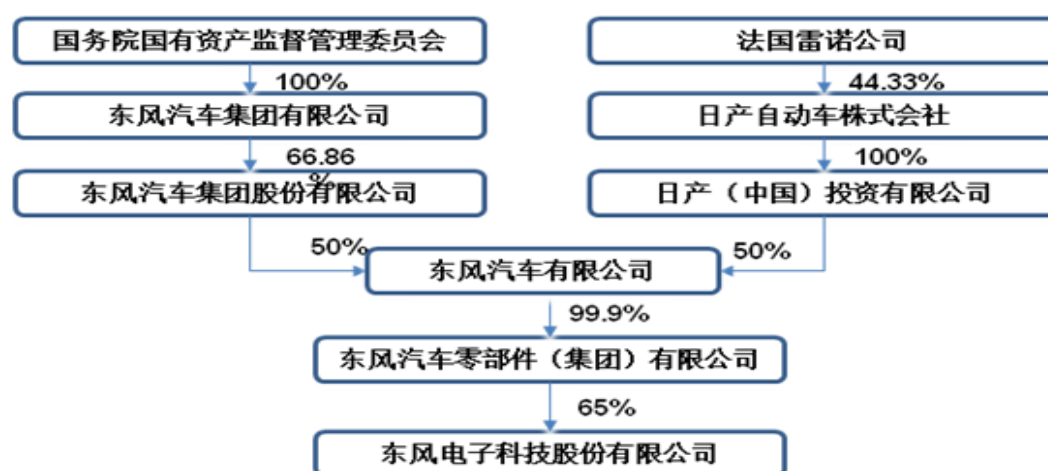 国务院国有资产监督管理委员会
法国雷诺公司
100%
44.33%
东风汽车集团有限公司
日产自动车株式会社
66.86
%
100%
东风汽车集团股份有限公司
日产（中国）投资有限公司
50%
50%
东风汽车有限公司
99.9%
东风汽车零部件（集团）有限公司
65%
东风电子科技股份有限公司